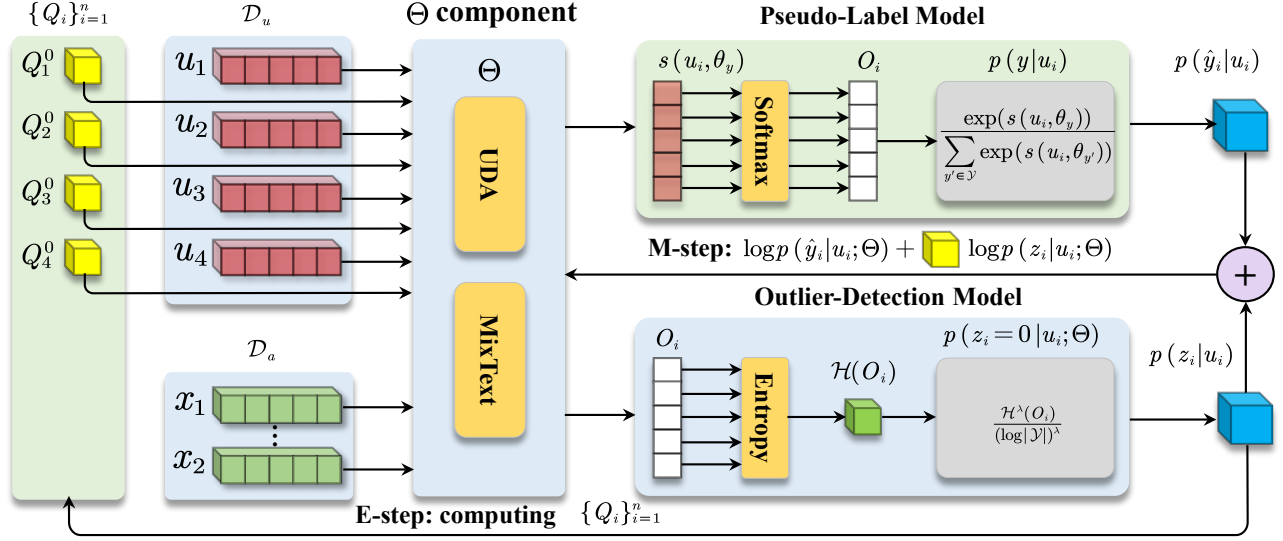 {Q_i}_{i=1}^n
𝒟_u
Θ component
Pseudo-Label Model
Q_1^0
u_1
Q_2^0
u_2
Q_3^0
u_3
Q_4^0
u_4
Θ
UDA
MixText
s(u_i, θ_y)
Softmax
O_i
p(y|u_i)
exp(s(u_i, θ_y))
∑_{y'∈𝒴} exp(s(u_i, θ_{y'}))
p(ŷ_i|u_i)
M-step: log p(ŷ_i|u_i;Θ) + log p(z_i|u_i;Θ)
+
Outlier-Detection Model
𝒟_a
x_1
⋮
x_2
O_i
Entropy
ℋ(O_i)
p(z_i=0|u_i;Θ)
ℋ^λ(O_i)
(log|𝒴|)^λ
p(z_i|u_i)
E-step: computing {Q_i}_{i=1}^n